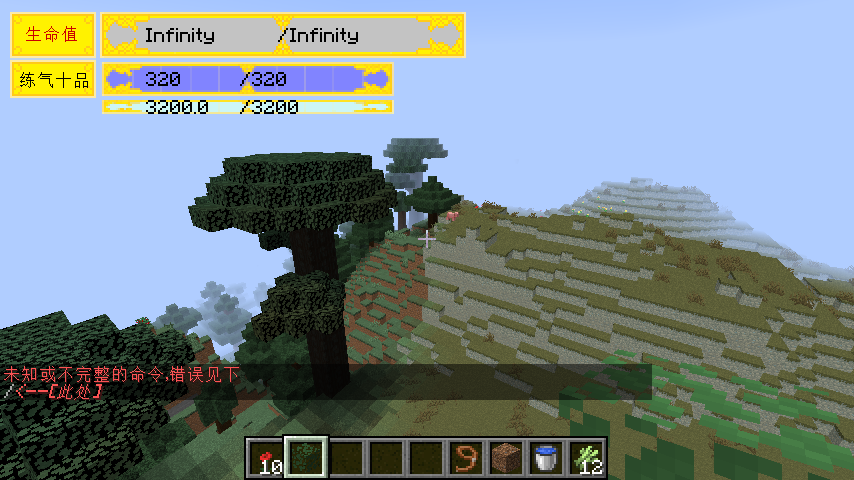 生命值 Infinity /Infinity
练气十品 320 /320
3200.0 /3200
未知或不完整的命令,错误见下
/<--[此处]
10 12